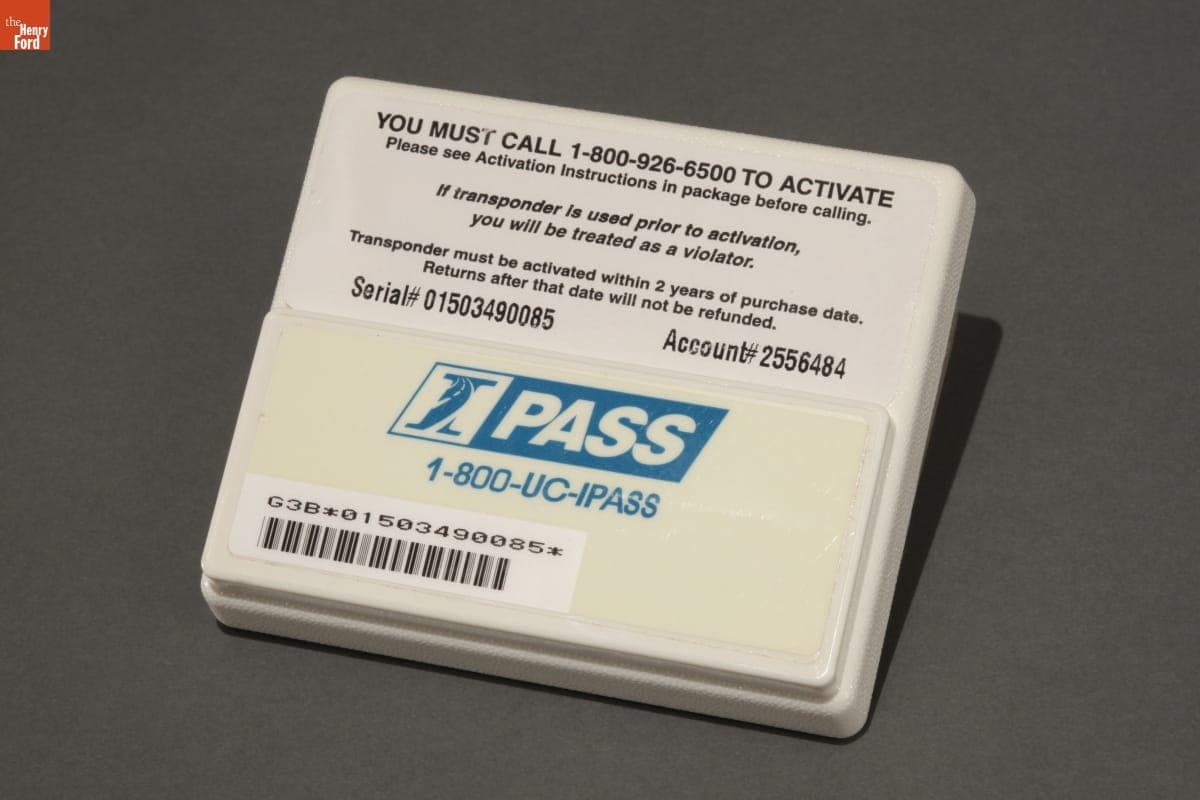 the
Henry
Ford
YOU MUST CALL 1-800-926-6500 TO ACTIVATE
Please see Activation Instructions in package before calling.
If transponder is used prior to activation,
you will be treated as a violator.
Transponder must be activated within 2 years of purchase date.
Returns after that date will not be refunded.
Serial# 01503490085
Account# 2556484
I PASS
1-800-UC-IPASS
G3B*01503490085*